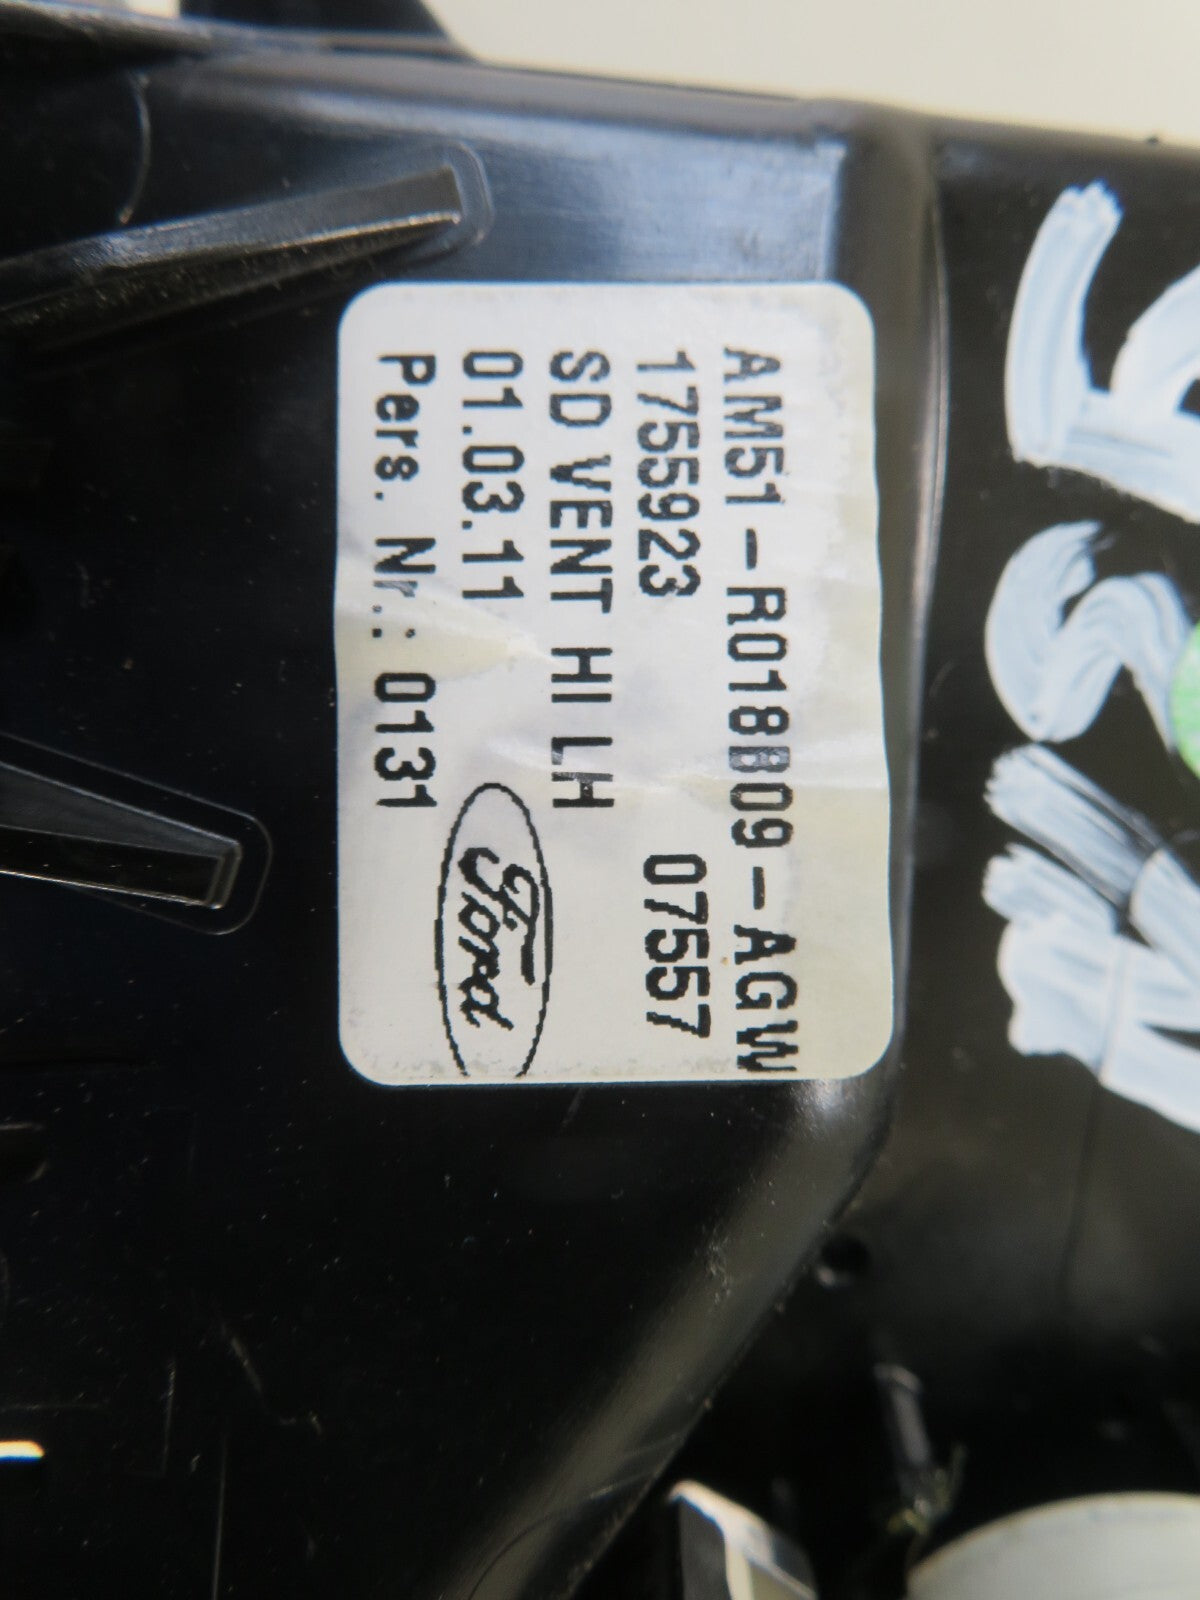 AM51-R018B09-AGW
1755923 07557
SD VENT HI LH
01.03.11
Pers. Nr.: 0131
Ford